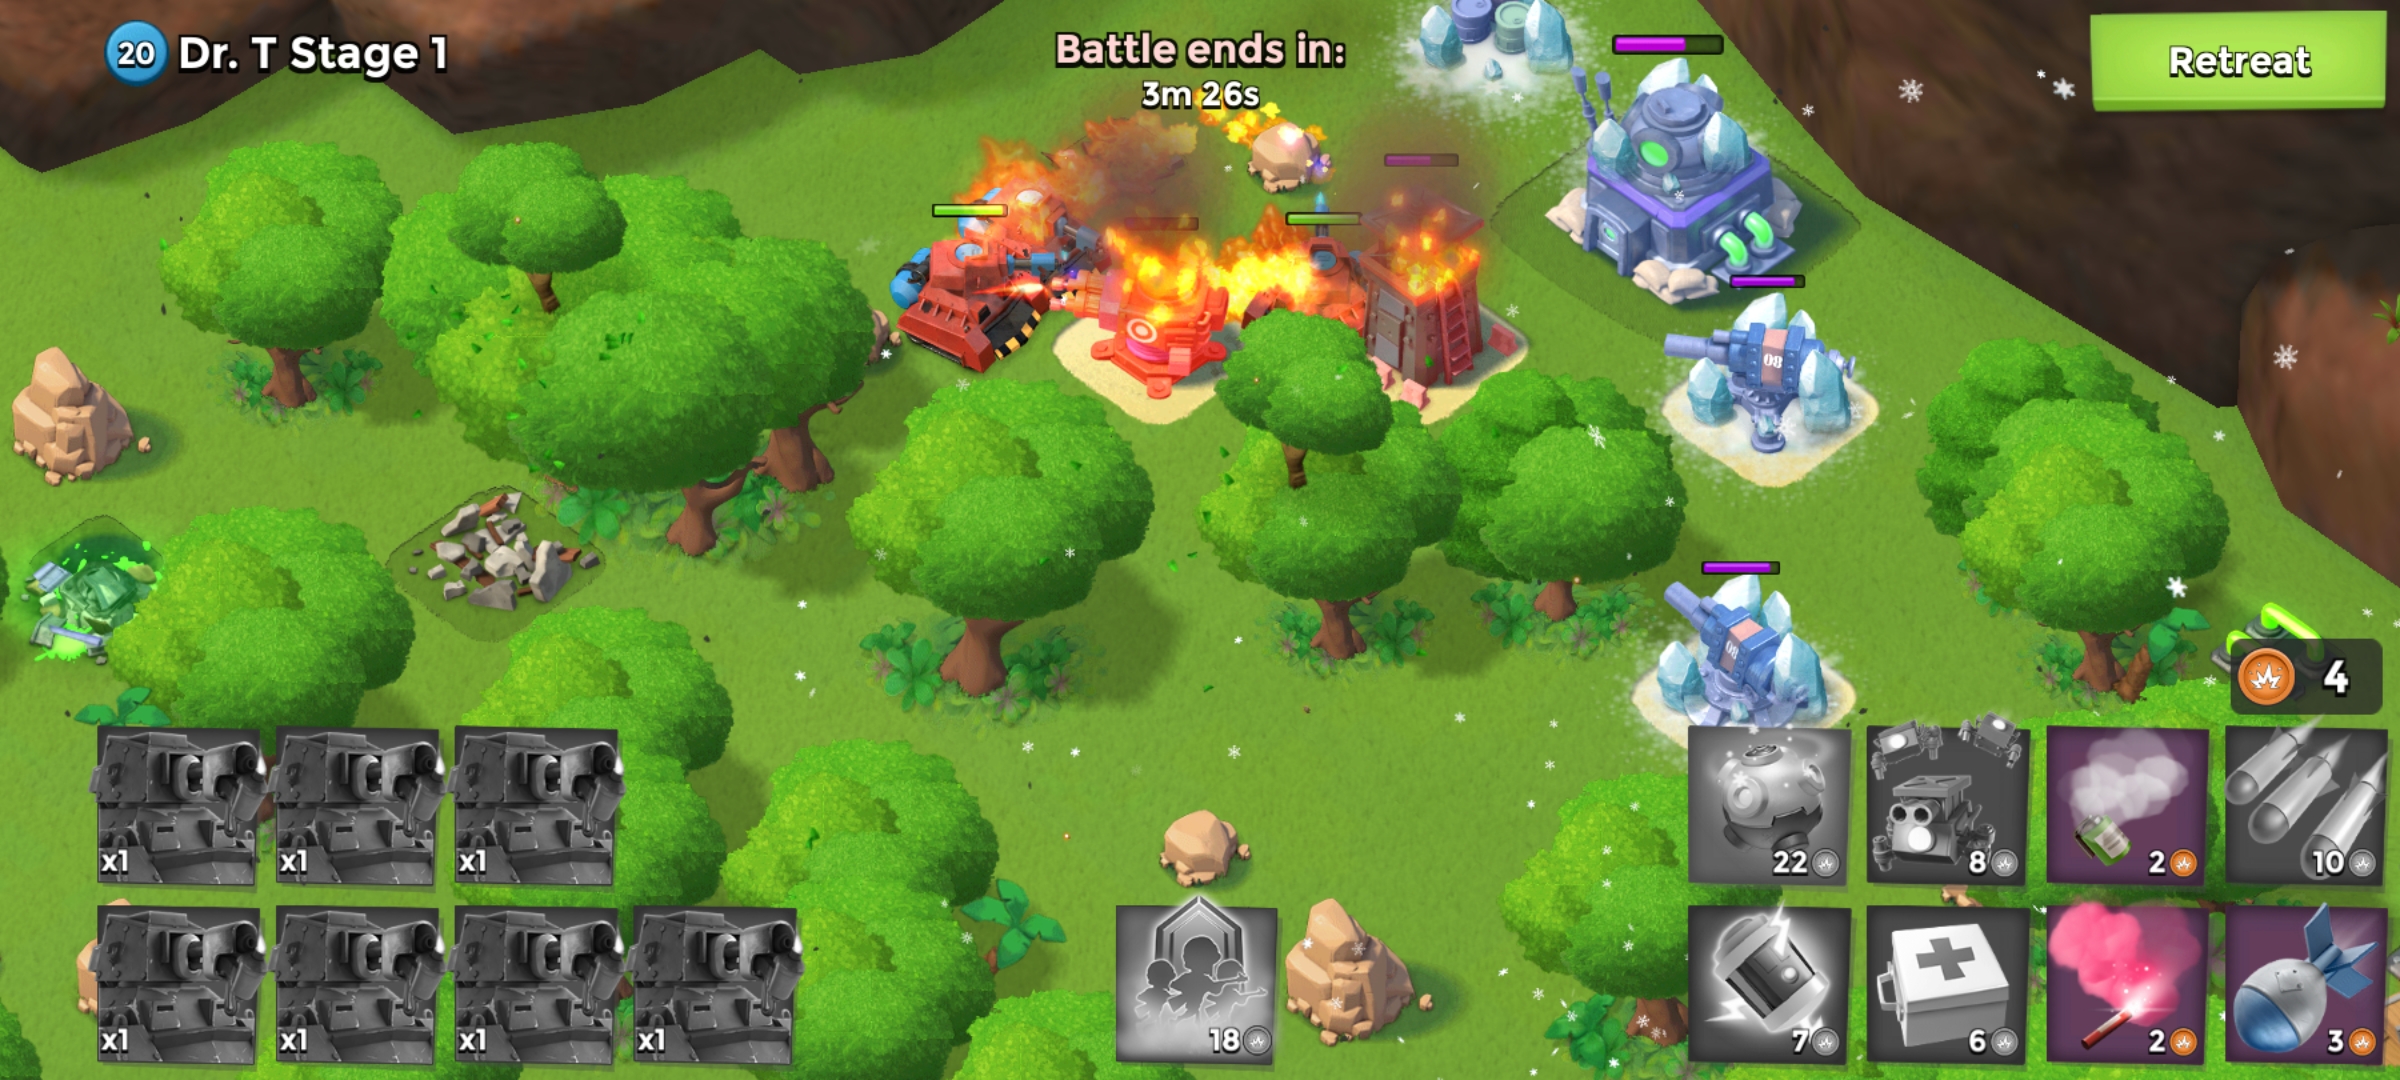 20 Dr. T Stage 1
Battle ends in:
3m 26s
Retreat
08
08
4
x1 x1 x1
22 8 2 10
x1 x1 x1 x1
18
7 6 2 3